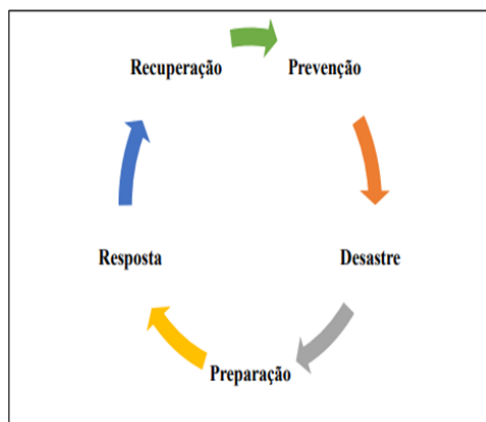 Recuperação
Prevenção
Resposta
Desastre
Preparação